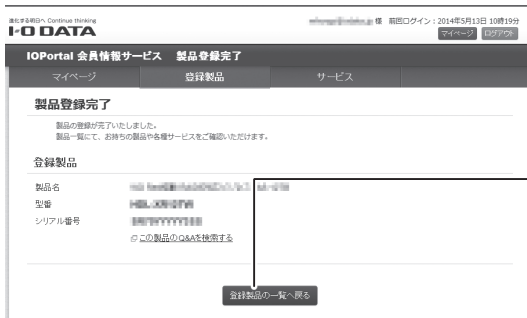 進化する明日へ Continue thinking
I-O DATA
様 前回ログイン：2014年5月13日 10時19分
マイページ ログアウト
IOPortal 会員情報サービス 製品登録完了
マイページ 登録製品 サービス
製品登録完了
製品の登録が完了いたしました。
製品一覧にて、お持ちの製品や各種サービスをご確認いただけます。
登録製品
製品名
型番
シリアル番号
この製品のQ&Aを検索する
登録製品の一覧へ戻る